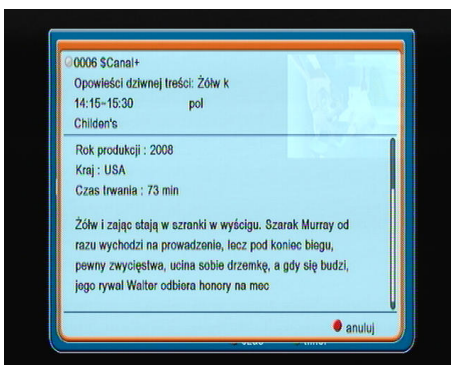 0006 $Canal+
Opowieści dziwnej treści: Żółw k
14:15-15:30 pol
Childen's
Rok produkcji : 2008
Kraj : USA
Czas trwania : 73 min
Żółw i zając stają w szranki w wyścigu. Szarak Murray od
razu wychodzi na prowadzenie, lecz pod koniec biegu,
pewny zwycięstwa, ucina sobie drzemkę, a gdy się budzi,
jego rywal Walter odbiera honory na mec
anuluj